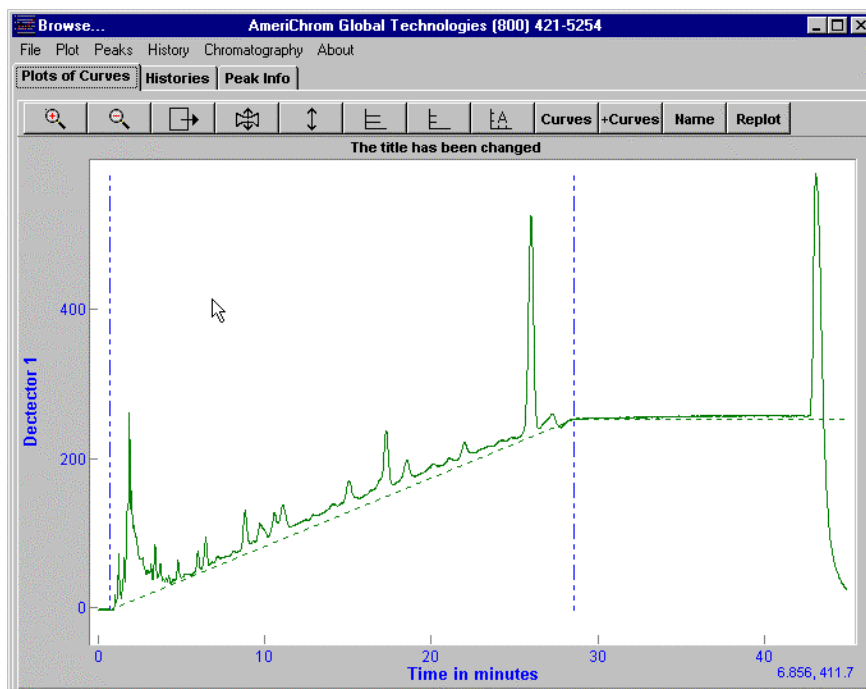 Browse... AmeriChrom Global Technologies (800) 421-5254
File Plot Peaks History Chromatography About
Plots of Curves Histories Peak Info
A Curves +Curves Name Replot
The title has been changed
400
200
0
Dectector 1
0 10 20 30 40
Time in minutes
6.856, 411.7